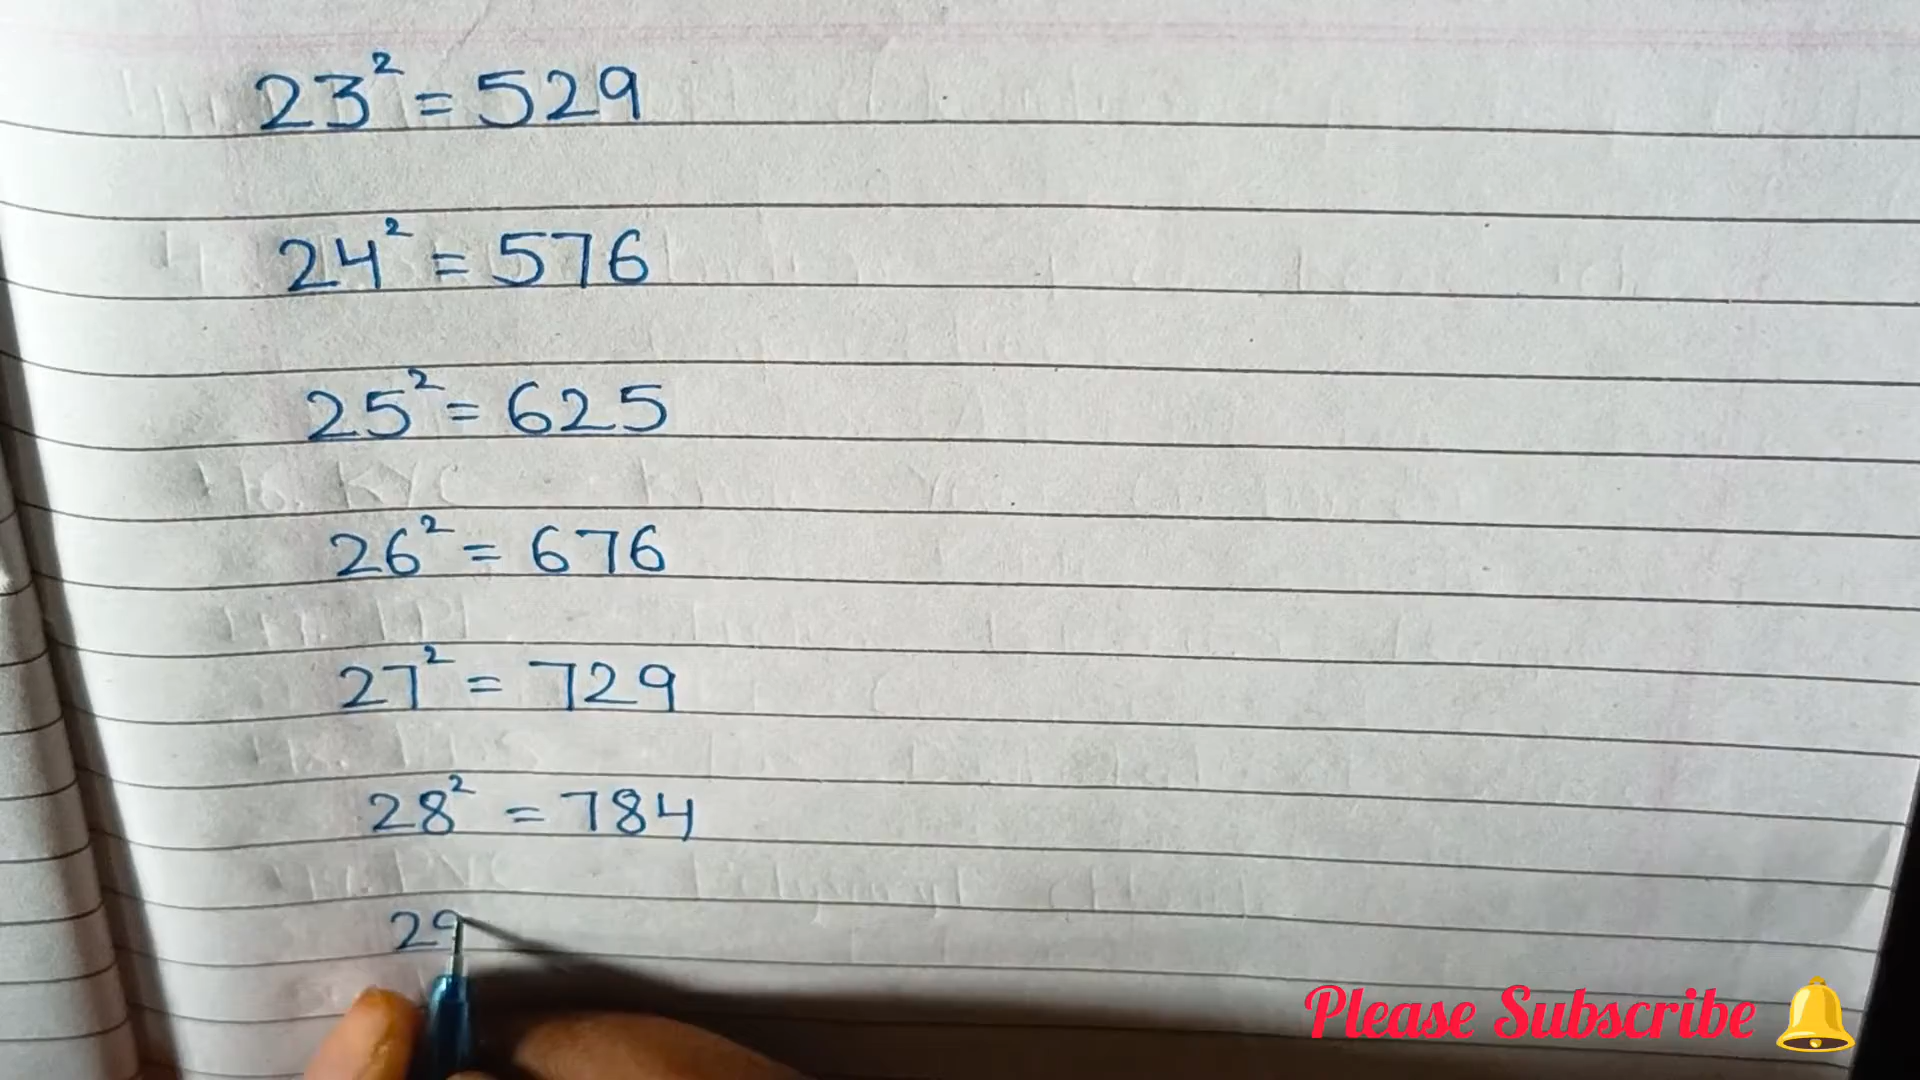 23² = 529
24² = 576
25² = 625
26² = 676
27² = 729
28² = 784
29
Please Subscribe